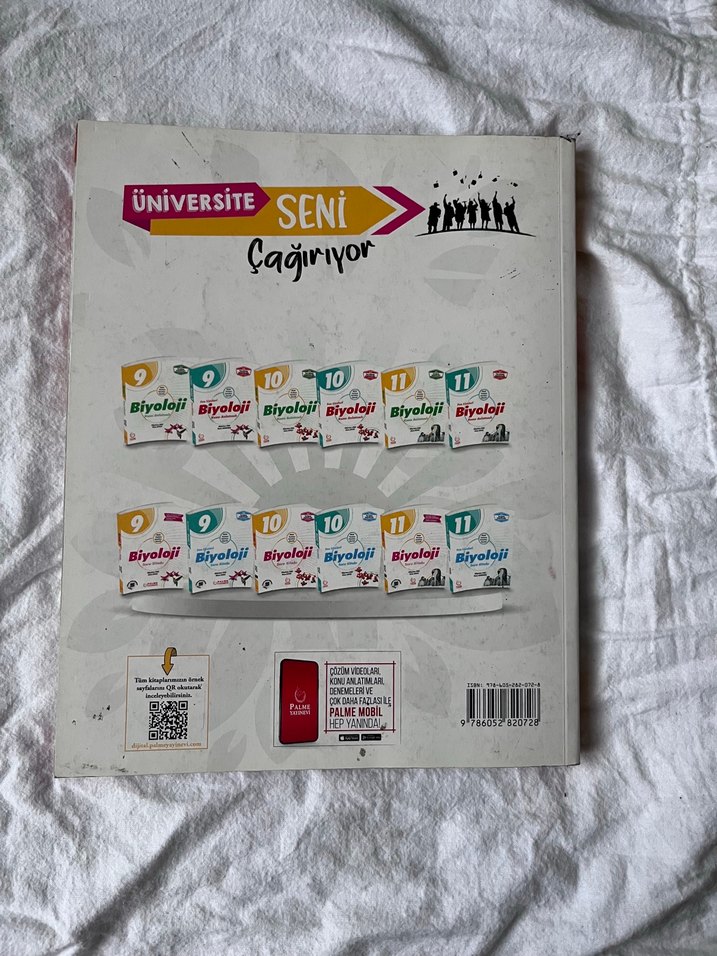 ÜNİVERSİTE SENİ
Çağırıyor
9 9 10 10 11 11
Biyoloji Biyoloji Biyoloji Biyoloji Biyoloji Biyoloji
9 9 10 10 11 11
Biyoloji Biyoloji Biyoloji Biyoloji Biyoloji Biyoloji
Tüm kitaplarımızın örnek
sayfalarını QR okutarak
inceleyebilirsiniz.
dijital.palmeyayinevi.com
PALME
YAYINEVİ
ÇÖZÜM VİDEOLARI,
KONU ANLATIMLARI,
DENEMELERİ VE
ÇOK DAHA FAZLASI İLE
PALME MOBİL
HEP YANINDA!
ISBN: 978-605-282-072-8
9 786052 820728